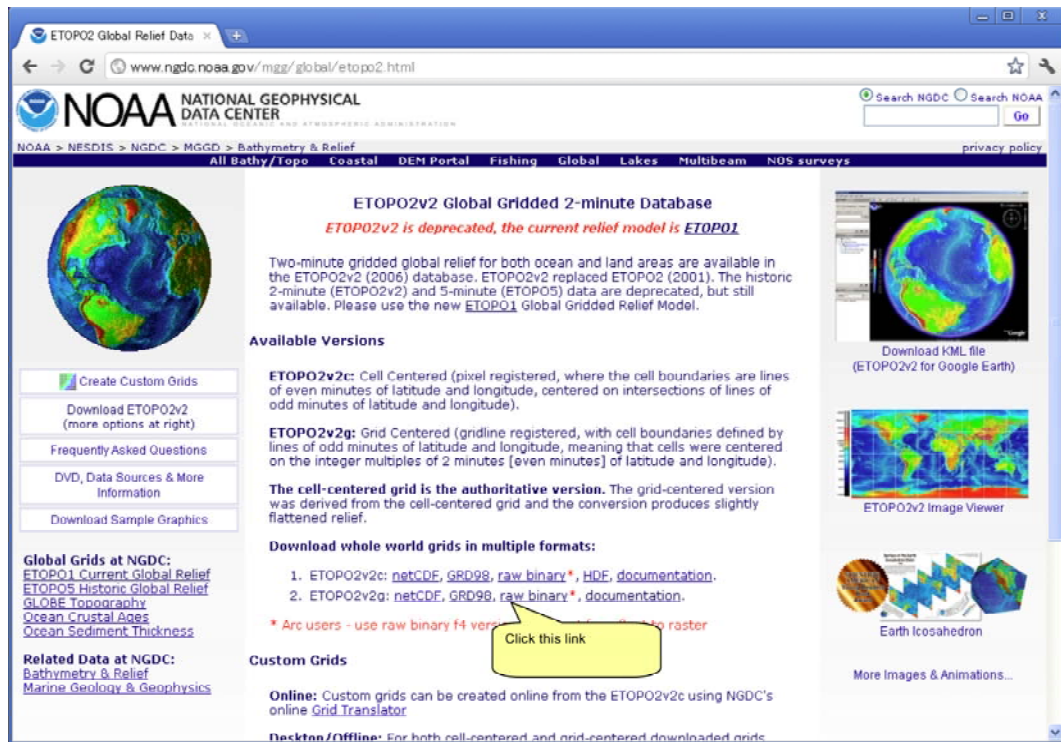 ETOPO2 Global Relief Data
www.ngdc.noaa.gov/mgg/global/etopo2.html
NOAA NATIONAL GEOPHYSICAL DATA CENTER
NATIONAL OCEANIC AND ATMOSPHERIC ADMINISTRATION
Search NGDC Search NOAA
Go
NOAA > NESDIS > NGDC > MGGD > Bathymetry & Relief
privacy policy
All Bathy/Topo Coastal DEM Portal Fishing Global Lakes Multibeam NOS surveys
ETOPO2v2 Global Gridded 2-minute Database
ETOPO2v2 is deprecated, the current relief model is ETOPO1
Two-minute gridded global relief for both ocean and land areas are available in
the ETOPO2v2 (2006) database. ETOPO2v2 replaced ETOPO2 (2001). The historic
2-minute (ETOPO2v2) and 5-minute (ETOPO5) data are deprecated, but still
available. Please use the new ETOPO1 Global Gridded Relief Model.
Available Versions
ETOPO2v2c: Cell Centered (pixel registered, where the cell boundaries are lines
of even minutes of latitude and longitude, centered on intersections of lines of
odd minutes of latitude and longitude).
ETOPO2v2g: Grid Centered (gridline registered, with cell boundaries defined by
lines of odd minutes of latitude and longitude, meaning that cells were centered
on the integer multiples of 2 minutes [even minutes] of latitude and longitude).
The cell-centered grid is the authoritative version. The grid-centered version
was derived from the cell-centered grid and the conversion produces slightly
flattened relief.
Download whole world grids in multiple formats:
1. ETOPO2v2c: netCDF, GRD98, raw binary*, HDF, documentation.
2. ETOPO2v2g: netCDF, GRD98, raw binary*, documentation.
* Arc users - use raw binary f4 to raster
Click this link
Custom Grids
Online: Custom grids can be created online from the ETOPO2v2c using NGDC's
online Grid Translator
Desktop/Offline: For both cell-centered and grid-centered downloaded grids
Create Custom Grids
Download ETOPO2v2
(more options at right)
Frequently Asked Questions
DVD, Data Sources & More
Information
Download Sample Graphics
Global Grids at NGDC:
ETOPO1 Current Global Relief
ETOPO5 Historic Global Relief
GLOBE Topography
Ocean Crustal Ages
Ocean Sediment Thickness
Related Data at NGDC:
Bathymetry & Relief
Marine Geology & Geophysics
Download KML file
(ETOPO2v2 for Google Earth)
ETOPO2v2 Image Viewer
Earth Icosahedron
More Images & Animations...